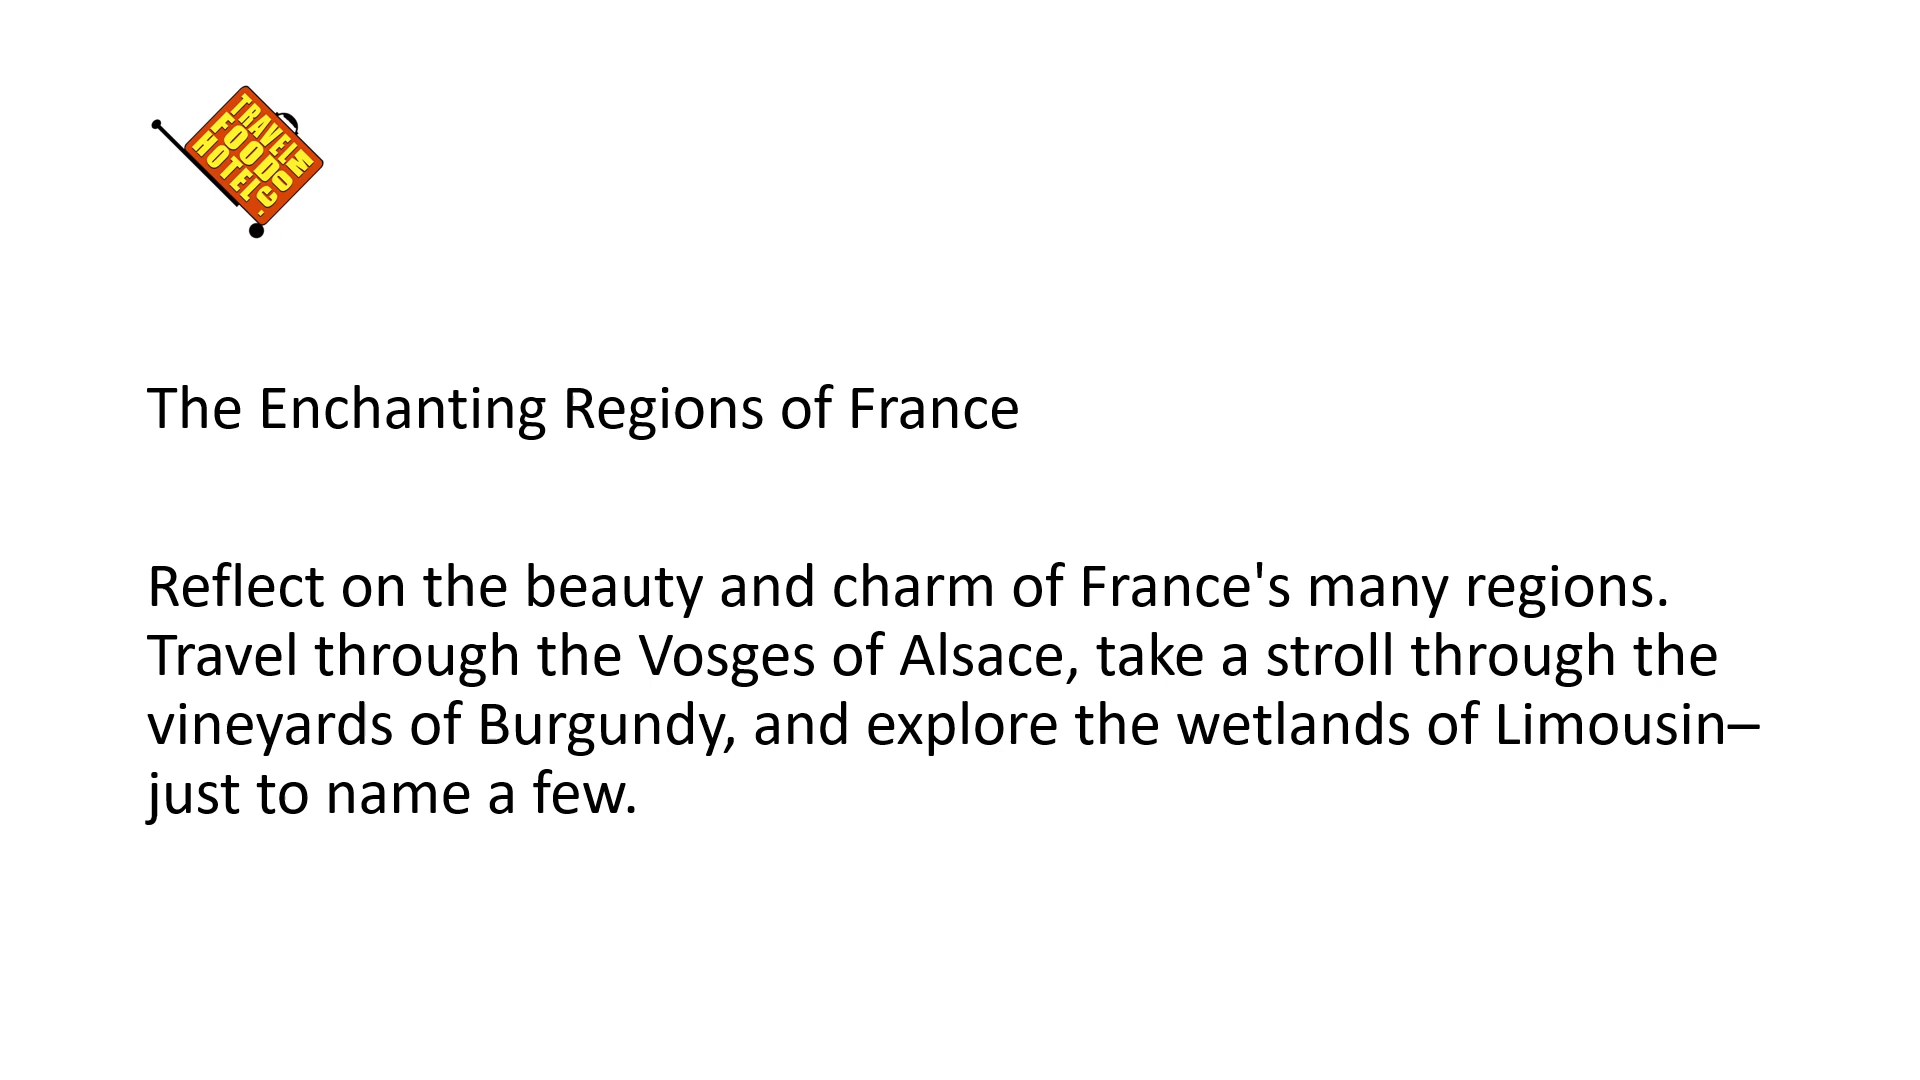 TRAVEL M
FOOD O
HOTEL C.
The Enchanting Regions of France
Reflect on the beauty and charm of France's many regions.
Travel through the Vosges of Alsace, take a stroll through the
vineyards of Burgundy, and explore the wetlands of Limousin–
just to name a few.